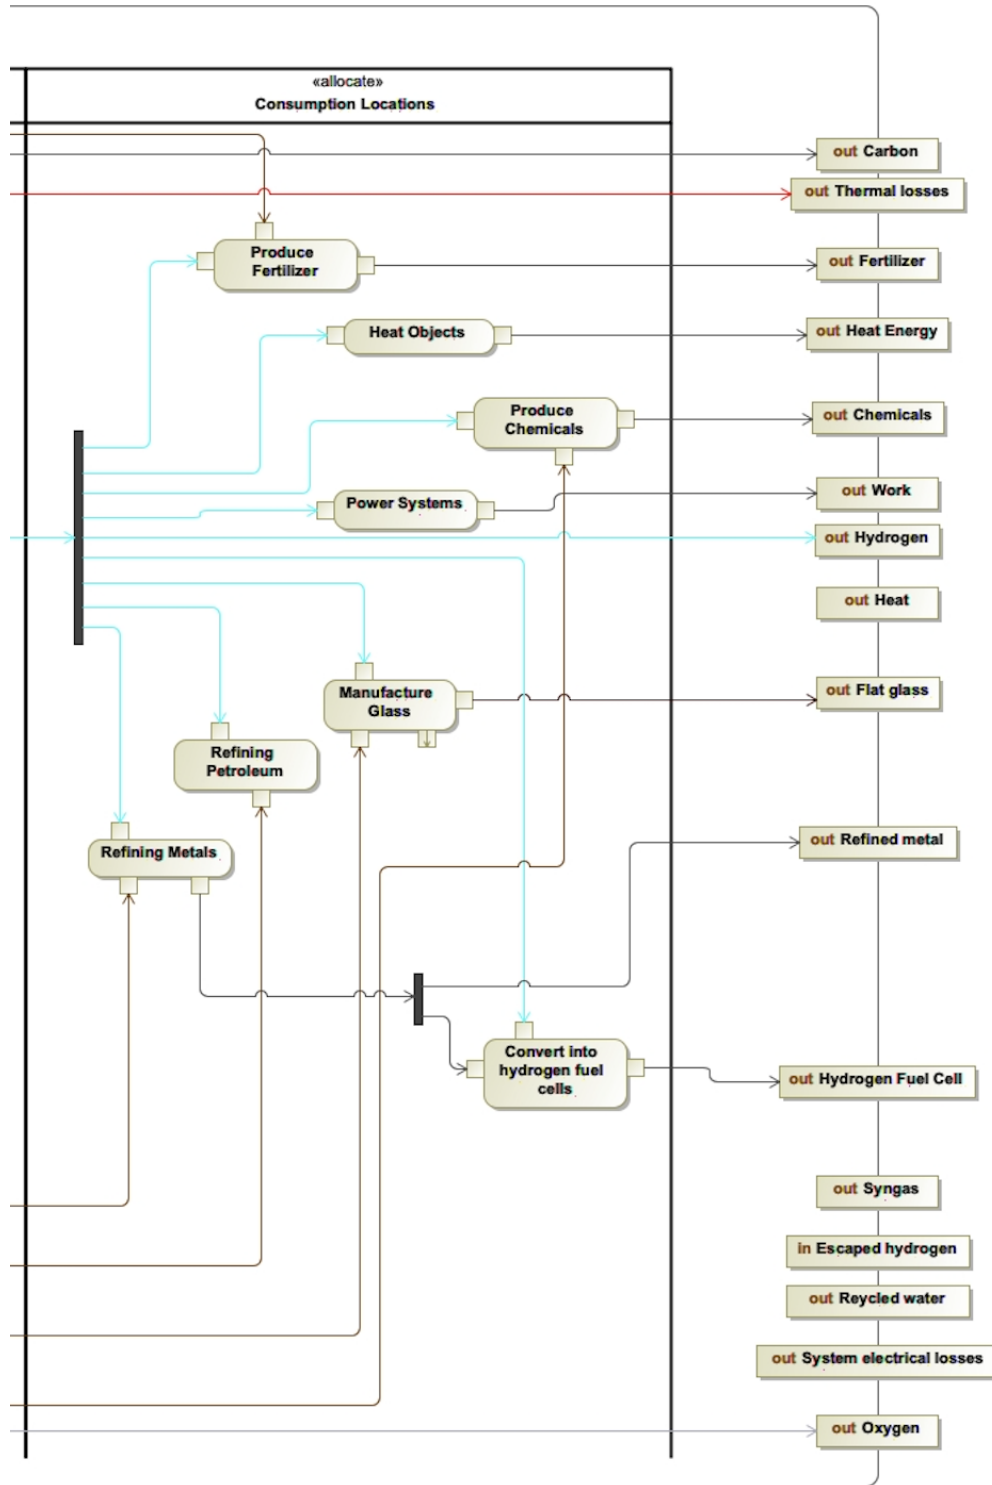 «allocate»
Consumption Locations
out Carbon
out Thermal losses
Produce
Fertilizer
out Fertilizer
Heat Objects
out Heat Energy
Produce
Chemicals
out Chemicals
Power Systems
out Work
out Hydrogen
out Heat
Manufacture
Glass
out Flat glass
Refining
Petroleum
Refining Metals
out Refined metal
Convert into
hydrogen fuel
cells
out Hydrogen Fuel Cell
out Syngas
in Escaped hydrogen
out Reycled water
out System electrical losses
out Oxygen